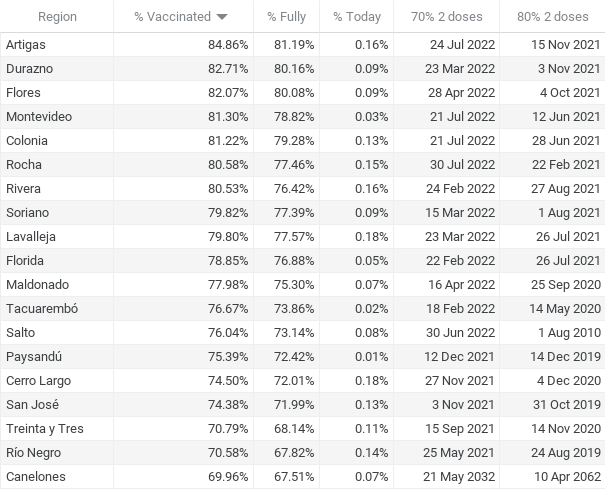 Region % Vaccinated % Fully % Today 70% 2 doses 80% 2 doses
Artigas 84.86% 81.19% 0.16% 24 Jul 2022 15 Nov 2021
Durazno 82.71% 80.16% 0.09% 23 Mar 2022 3 Nov 2021
Flores 82.07% 80.08% 0.09% 28 Apr 2022 4 Oct 2021
Montevideo 81.30% 78.82% 0.03% 21 Jul 2022 12 Jun 2021
Colonia 81.22% 79.28% 0.13% 21 Jul 2022 28 Jun 2021
Rocha 80.58% 77.46% 0.15% 30 Jul 2022 22 Feb 2021
Rivera 80.53% 76.42% 0.16% 24 Feb 2022 27 Aug 2021
Soriano 79.82% 77.39% 0.09% 15 Mar 2022 1 Aug 2021
Lavalleja 79.80% 77.57% 0.18% 23 Mar 2022 26 Jul 2021
Florida 78.85% 76.88% 0.05% 22 Feb 2022 26 Jul 2021
Maldonado 77.98% 75.30% 0.07% 16 Apr 2022 25 Sep 2020
Tacuarembó 76.67% 73.86% 0.02% 18 Feb 2022 14 May 2020
Salto 76.04% 73.14% 0.08% 30 Jun 2022 1 Aug 2010
Paysandú 75.39% 72.42% 0.01% 12 Dec 2021 14 Dec 2019
Cerro Largo 74.50% 72.01% 0.18% 27 Nov 2021 4 Dec 2020
San José 74.38% 71.99% 0.13% 3 Nov 2021 31 Oct 2019
Treinta y Tres 70.79% 68.14% 0.11% 15 Sep 2021 14 Nov 2020
Río Negro 70.58% 67.82% 0.14% 25 May 2021 24 Aug 2019
Canelones 69.96% 67.51% 0.07% 21 May 2032 10 Apr 2062